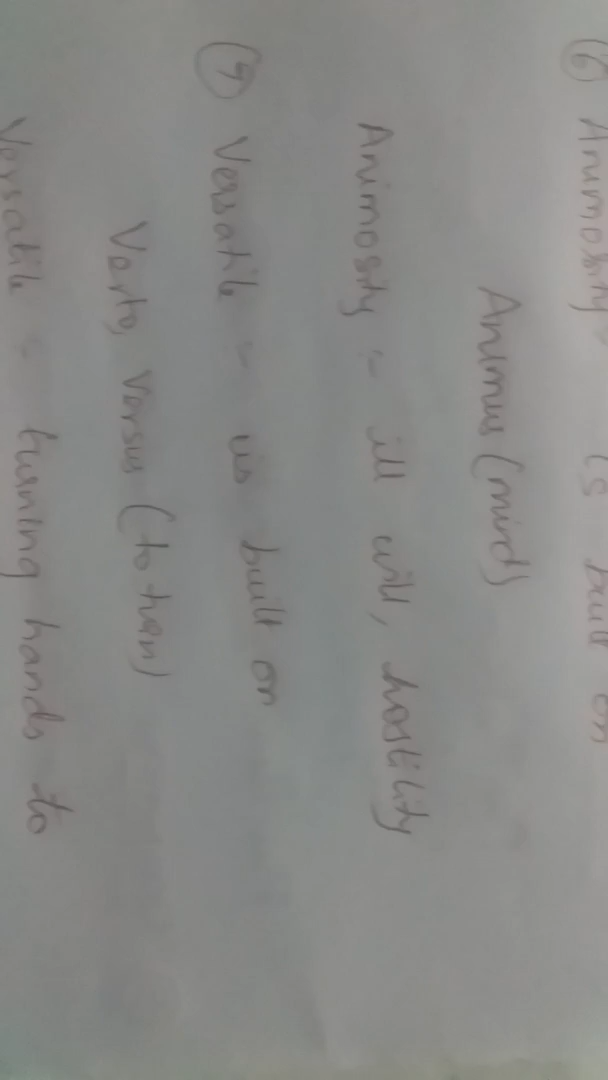 (6) Animosity - is built on
Animus (mind)
Animosity :- ill will, hostility
(7) Versatile - is built on
Verto, Versus (to turn)
Versatile - turning hands to